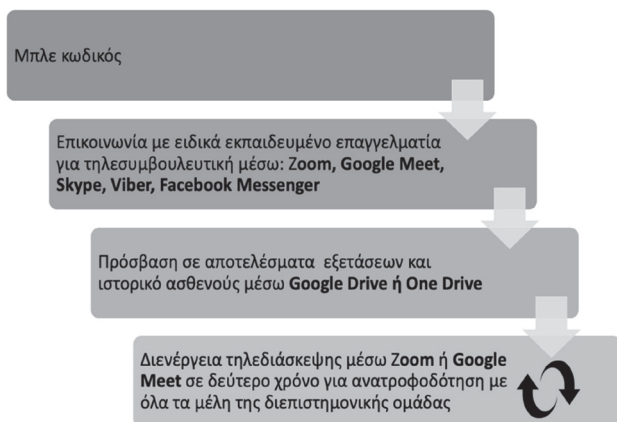 Μπλε κωδικός
Επικοινωνία με ειδικά εκπαιδευμένο επαγγελματία
για τηλεσυμβουλευτική μέσω: Zoom, Google Meet,
Skype, Viber, Facebook Messenger
Πρόσβαση σε αποτελέσματα εξετάσεων και
ιστορικό ασθενούς μέσω Google Drive ή One Drive
Διενέργεια τηλεδιάσκεψης μέσω Zoom ή Google
Meet σε δεύτερο χρόνο για ανατροφοδότηση με
όλα τα μέλη της διεπιστημονικής ομάδας